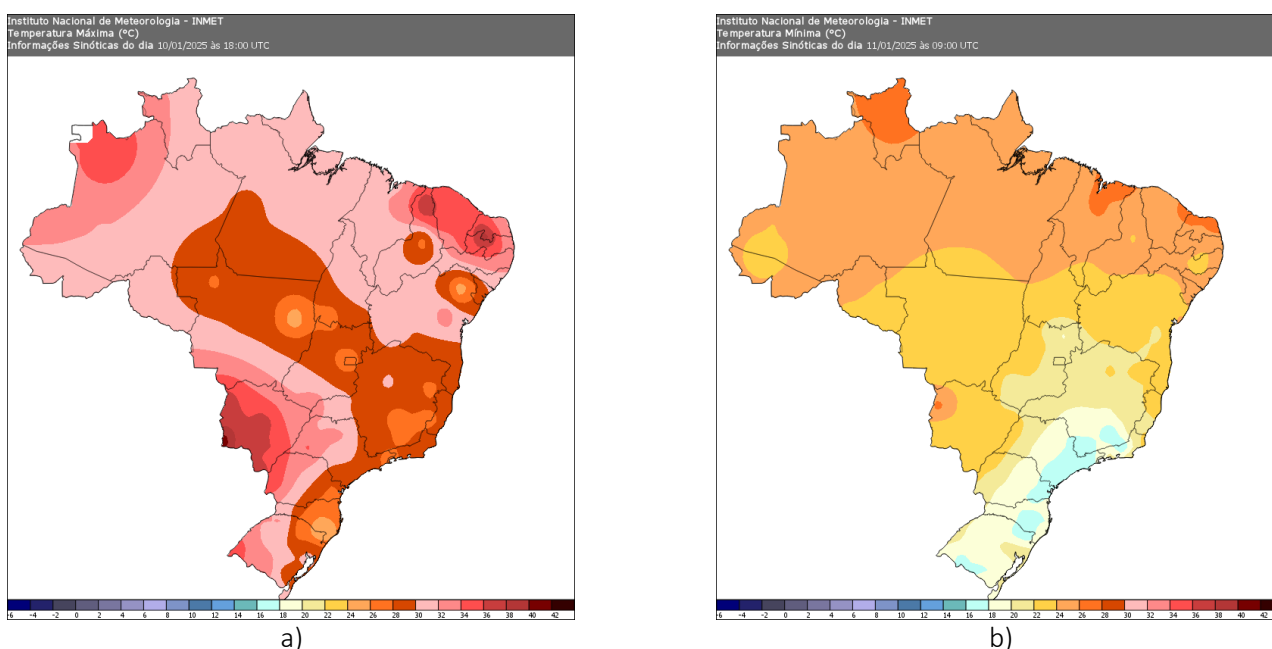 Instituto Nacional de Meteorologia - INMET
Temperatura Máxima (ºC)
Informações Sinóticas do dia 10/01/2025 às 18:00 UTC
-6 -4 -2 0 2 4 6 8 10 12 14 16 18 20 22 24 26 28 30 32 34 36 38 40 42
a)
Instituto Nacional de Meteorologia - INMET
Temperatura Mínima (ºC)
Informações Sinóticas do dia 11/01/2025 às 09:00 UTC
-6 -4 -2 0 2 4 6 8 10 12 14 16 18 20 22 24 26 28 30 32 34 36 38 40 42
b)